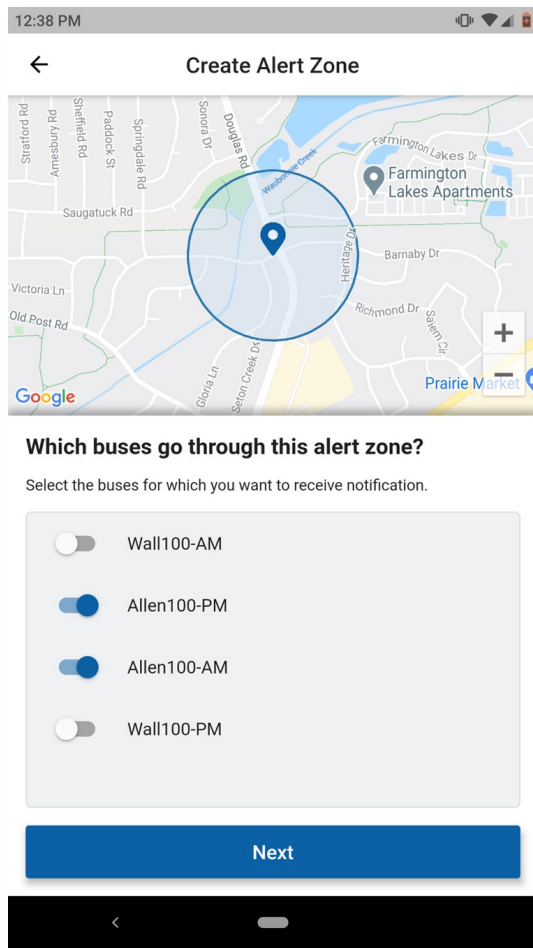 12:38 PM
Create Alert Zone
Stratford Rd
Amesbury Rd
Sheffield Rd
Paddock St
Springdale Rd
Sonora Dr
Douglas Rd
Waubonsie Creek
Farmington Lakes Dr
Farmington
Lakes Apartments
Saugatuck Rd
Heritage Dr
Barnaby Dr
Victoria Ln
Old Post Rd
Richmond Dr
Salem Cir
Gloria Ln
Seton Creek Dr
Prairie Market
Google
+
−
Which buses go through this alert zone?
Select the buses for which you want to receive notification.
Wall100-AM
Allen100-PM
Allen100-AM
Wall100-PM
Next